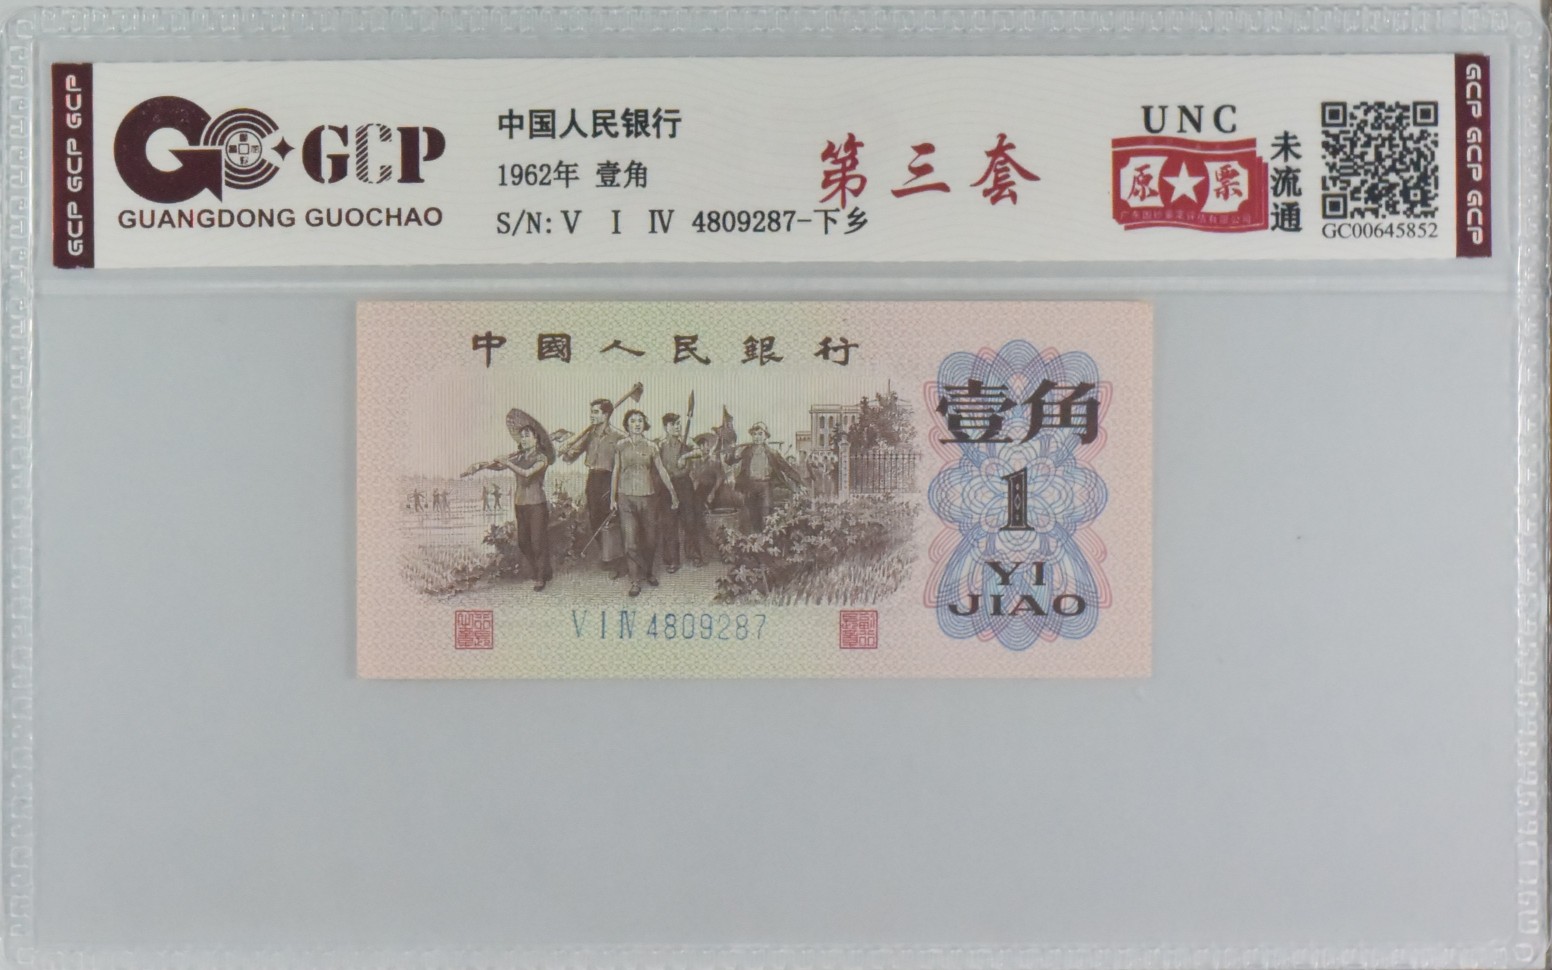 GCP GCP GCP
GCP
GUANGDONG GUOCHAO
中国人民银行
1962年 壹角
S/N: V I IV 4809287-下乡
第三套
UNC
原★票
未流通
GC00645852
GCP GCP GCP
中國人民銀行
壹角
1
YI
JIAO
V I IV 4809287